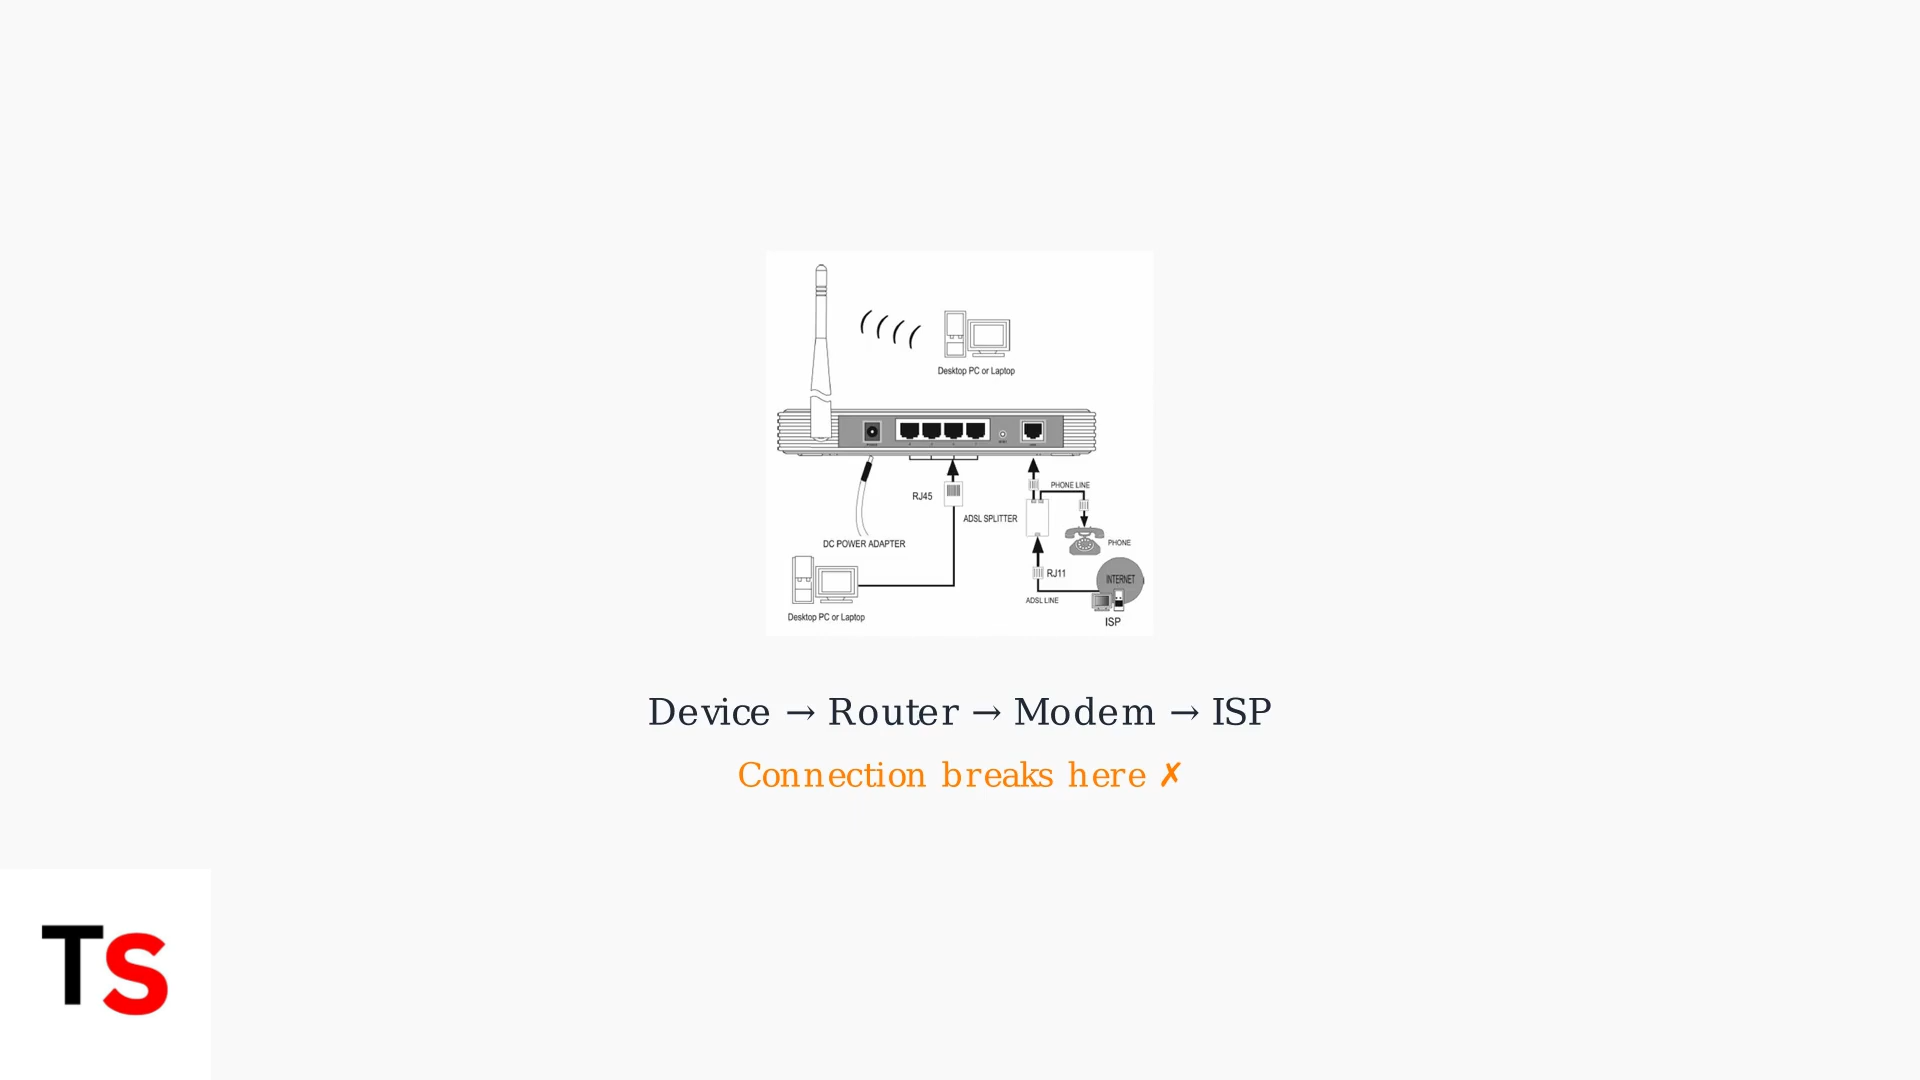 Desktop PC or Laptop
RJ45
PHONE LINE
ADSL SPLITTER
DC POWER ADAPTER
PHONE
RJ11
INTERNET
ADSL LINE
Desktop PC or Laptop
ISP
Device → Router → Modem → ISP
Connection breaks here ✗
TS